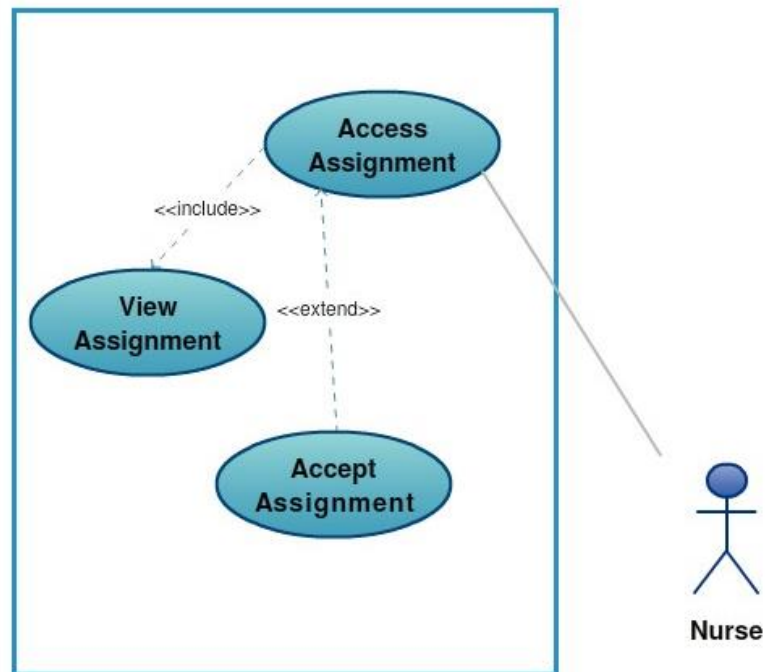 Access
Assignment
<<include>>
View
Assignment
<<extend>>
Accept
Assignment
Nurse